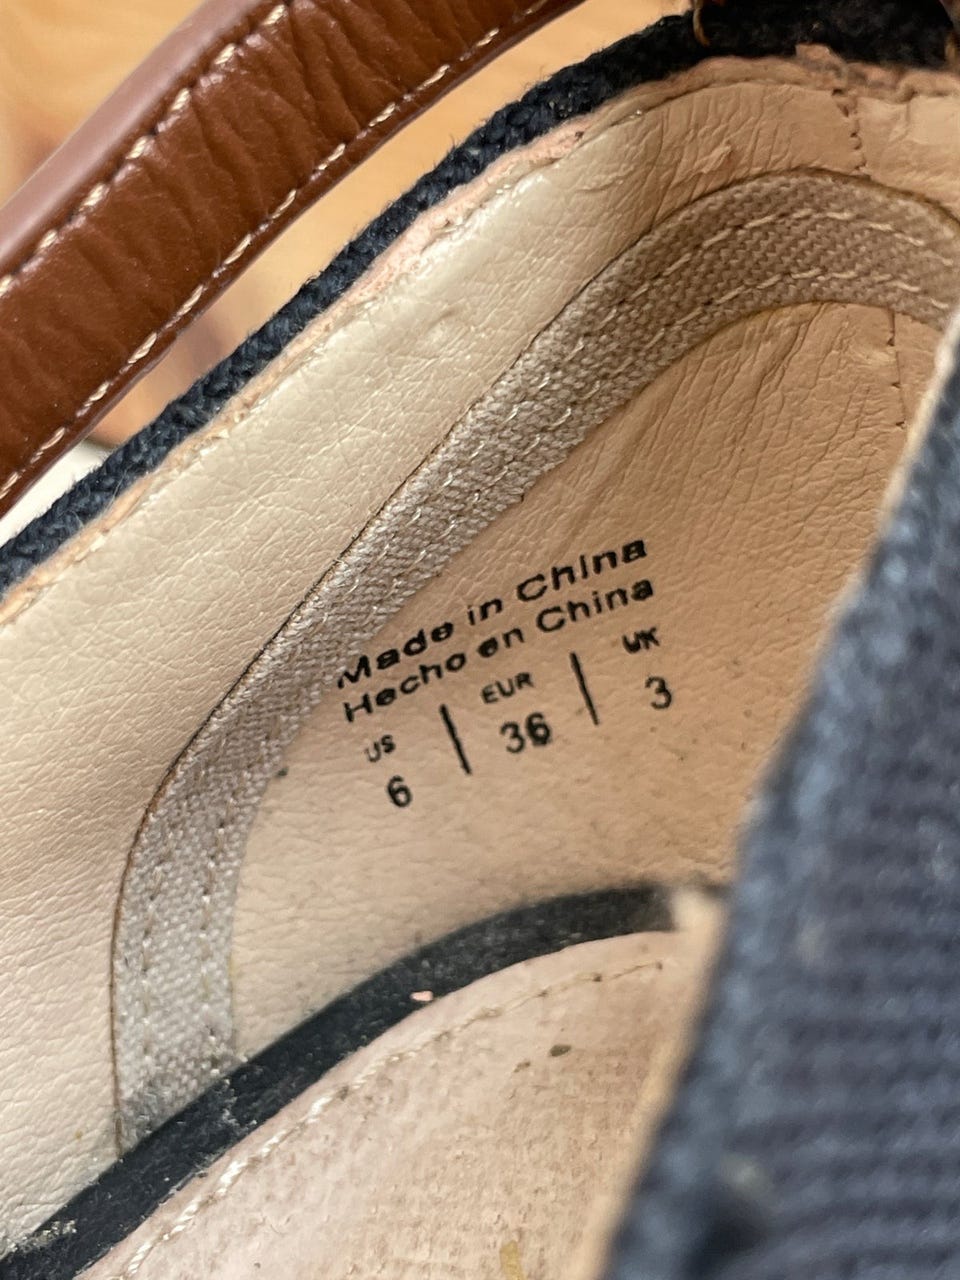 Made in China
Hecho en China
US | EUR | UK
6 | 36 | 3